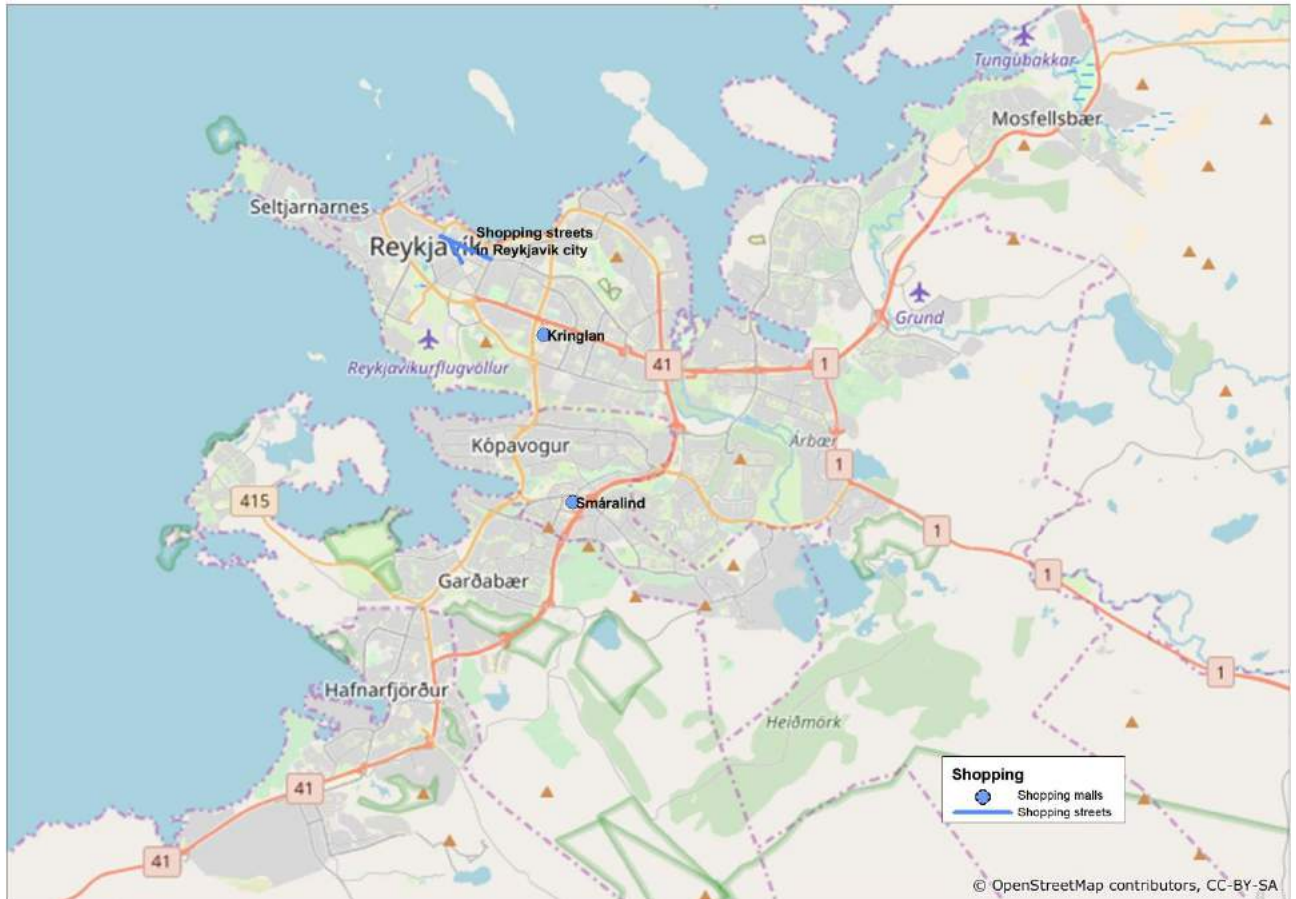 Tungubakkar
Mosfellsbær
Seltjarnarnes
Shopping streets
Reykjavík
in Reykjavik city
Grund
Kringlan
Reykjavíkurflugvöllur
41
1
Kópavogur
Árbær
1
415
Smáralind
1
1
Garðabær
1
Hafnarfjörður
Heiðmörk
Shopping
Shopping malls
Shopping streets
41
41
© OpenStreetMap contributors, CC-BY-SA